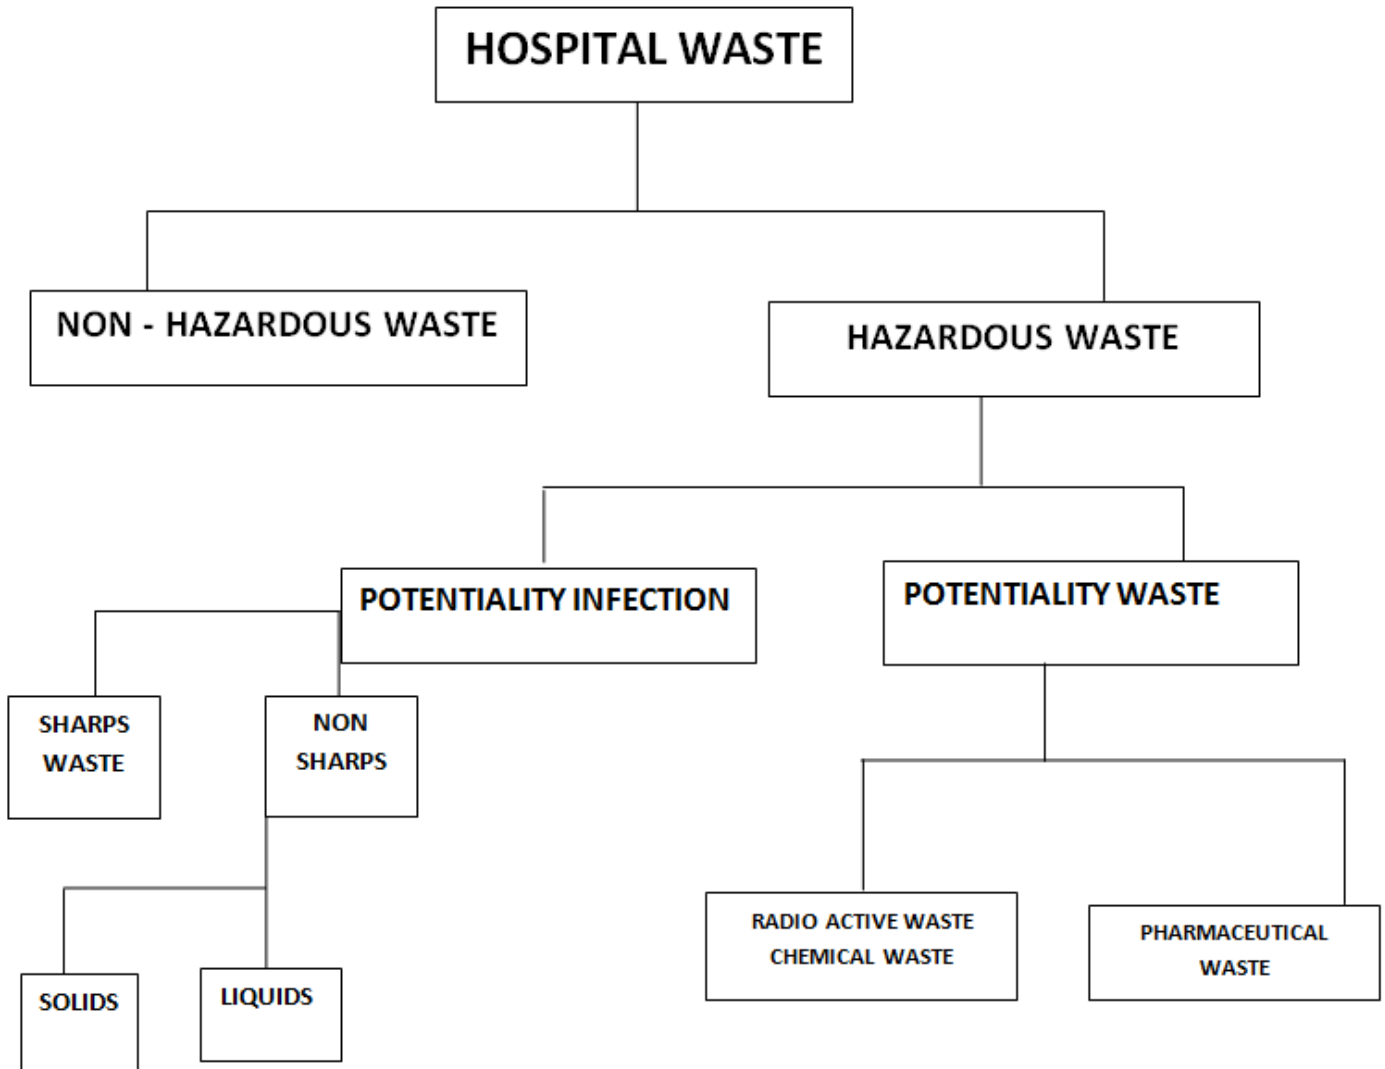 HOSPITAL WASTE
NON - HAZARDOUS WASTE
HAZARDOUS WASTE
POTENTIALITY INFECTION
POTENTIALITY WASTE
SHARPS
WASTE
NON
SHARPS
RADIO ACTIVE WASTE
CHEMICAL WASTE
PHARMACEUTICAL
WASTE
SOLIDS
LIQUIDS